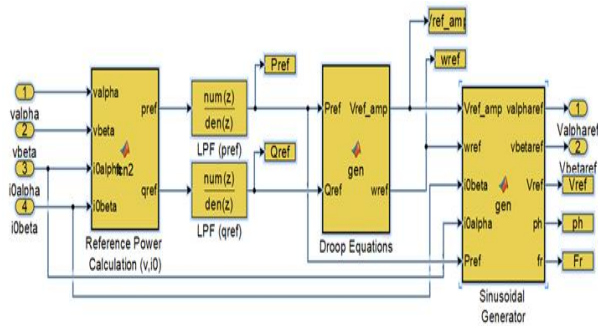 /ref_amp
Pref
wref
1
valpha
2
vbeta
3
i0alpha
4
i0beta
valpha
vbeta
i0alpha
i0beta
fcn2
pref
qref
Reference Power
Calculation (v,i0)
num(z)
den(z)
LPF (pref)
Qref
num(z)
den(z)
LPF (qref)
Pref
Qref
Vref_amp
wref
gen
Droop Equations
Vref_amp
wref
i0beta
i0alpha
Pref
gen
valpharef
vbetaref
Vref
ph
fr
Sinusoidal
Generator
1
Valpharef
2
Vbetaref
Vref
ph
Fr